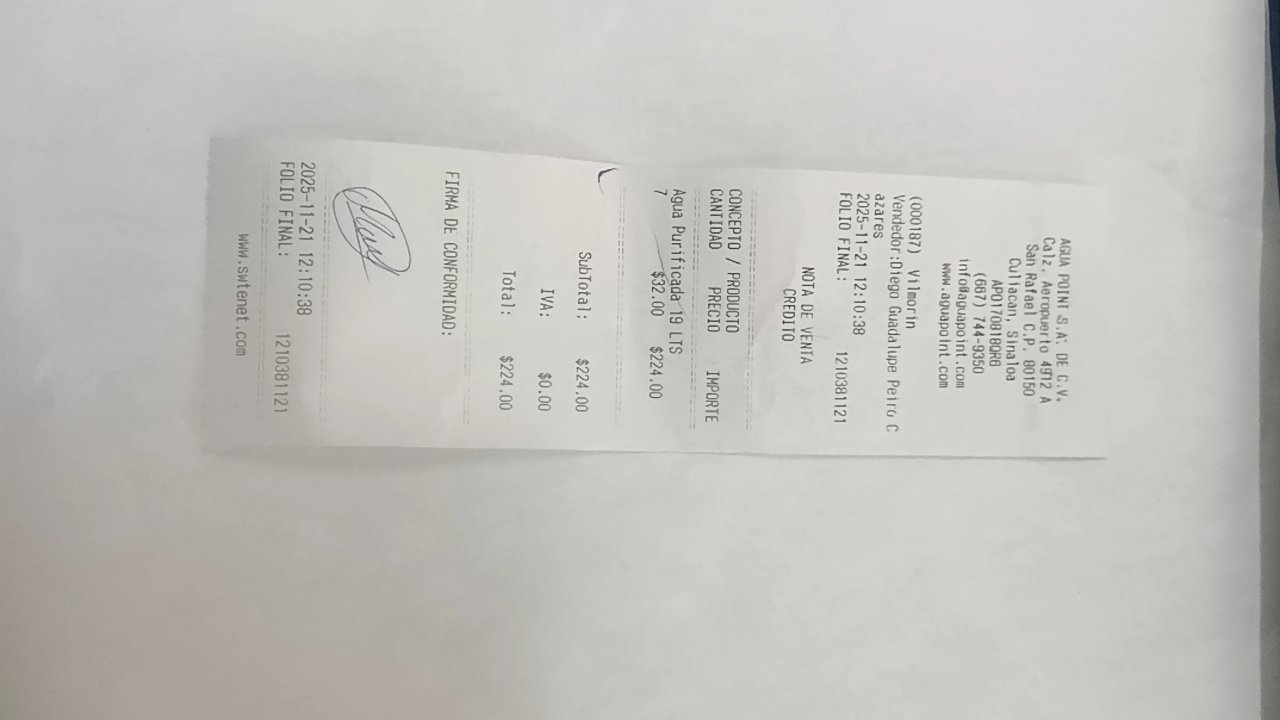 AGUA POINT S.A. DE C.V.
Calz. Aeropuerto 4912 A
San Rafael C.P. 80150
Culiacan, Sinaloa
APO170818QR6
(667) 744-9350
info@aguapoint.com
www.aguapoint.com
(000187) Vilmorin
Vendedor:Diego Guadalupe Peiro C
azares
2025-11-21 12:10:38
FOLIO FINAL: 1210381121
NOTA DE VENTA
CREDITO
CONCEPTO / PRODUCTO
CANTIDAD PRECIO IMPORTE
Agua Purificada 19 LTS
7 $32.00 $224.00
SubTotal: $224.00
IVA: $0.00
Total: $224.00
FIRMA DE CONFORMIDAD:
2025-11-21 12:10:38
FOLIO FINAL: 1210381121
www.swtenet.com